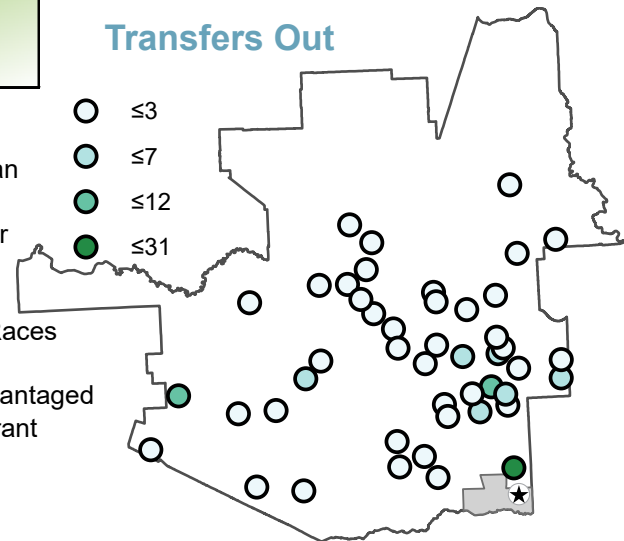 Transfers Out
≤3
≤7
an
≤12
r
≤31
aces
antaged
rant